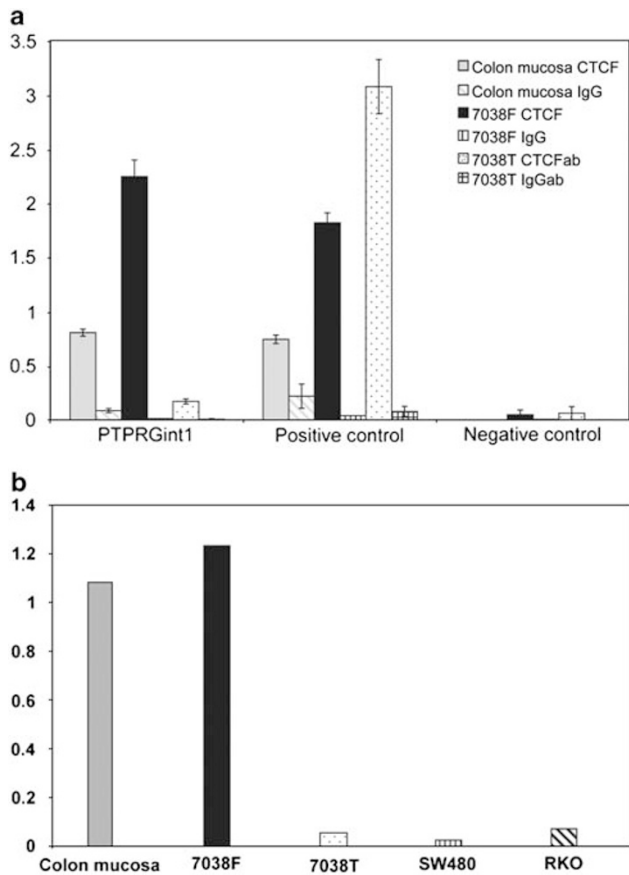 a
3.5
3
2.5
2
1.5
1
0.5
0
Colon mucosa CTCF
Colon mucosa IgG
7038F CTCF
7038F IgG
7038T CTCFab
7038T IgGab
PTPRGint1
Positive control
Negative control
b
1.4
1.2
1
0.8
0.6
0.4
0.2
0
Colon mucosa
7038F
7038T
SW480
RKO